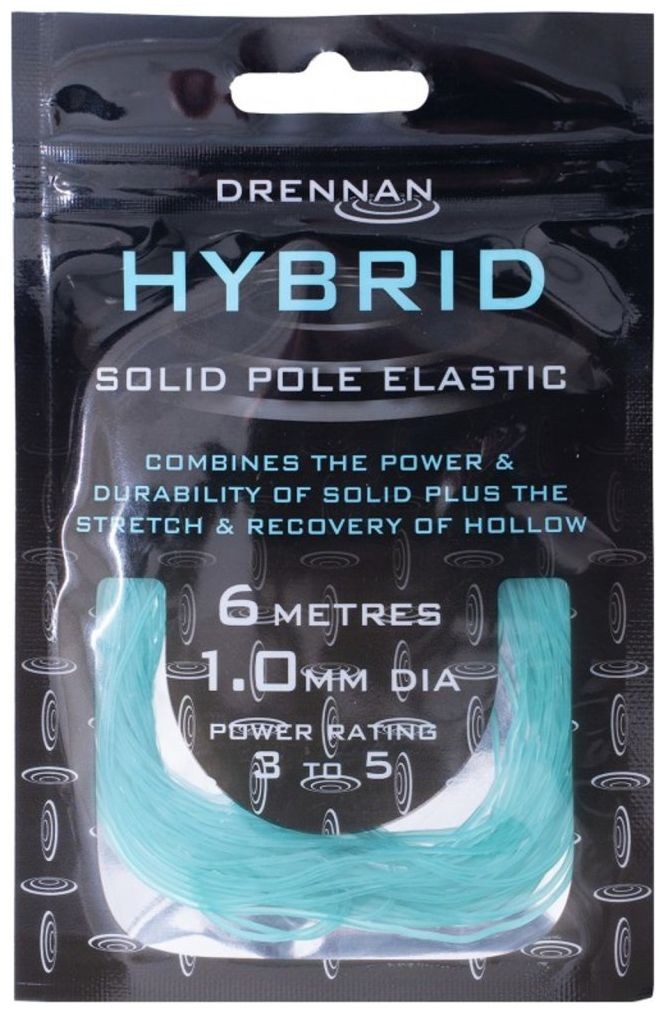 DRENNAN
HYBRID
SOLID POLE ELASTIC
COMBINES THE POWER &
DURABILITY OF SOLID PLUS THE
STRETCH & RECOVERY OF HOLLOW
6 METRES
1.0MM DIA
POWER RATING
3 TO 5